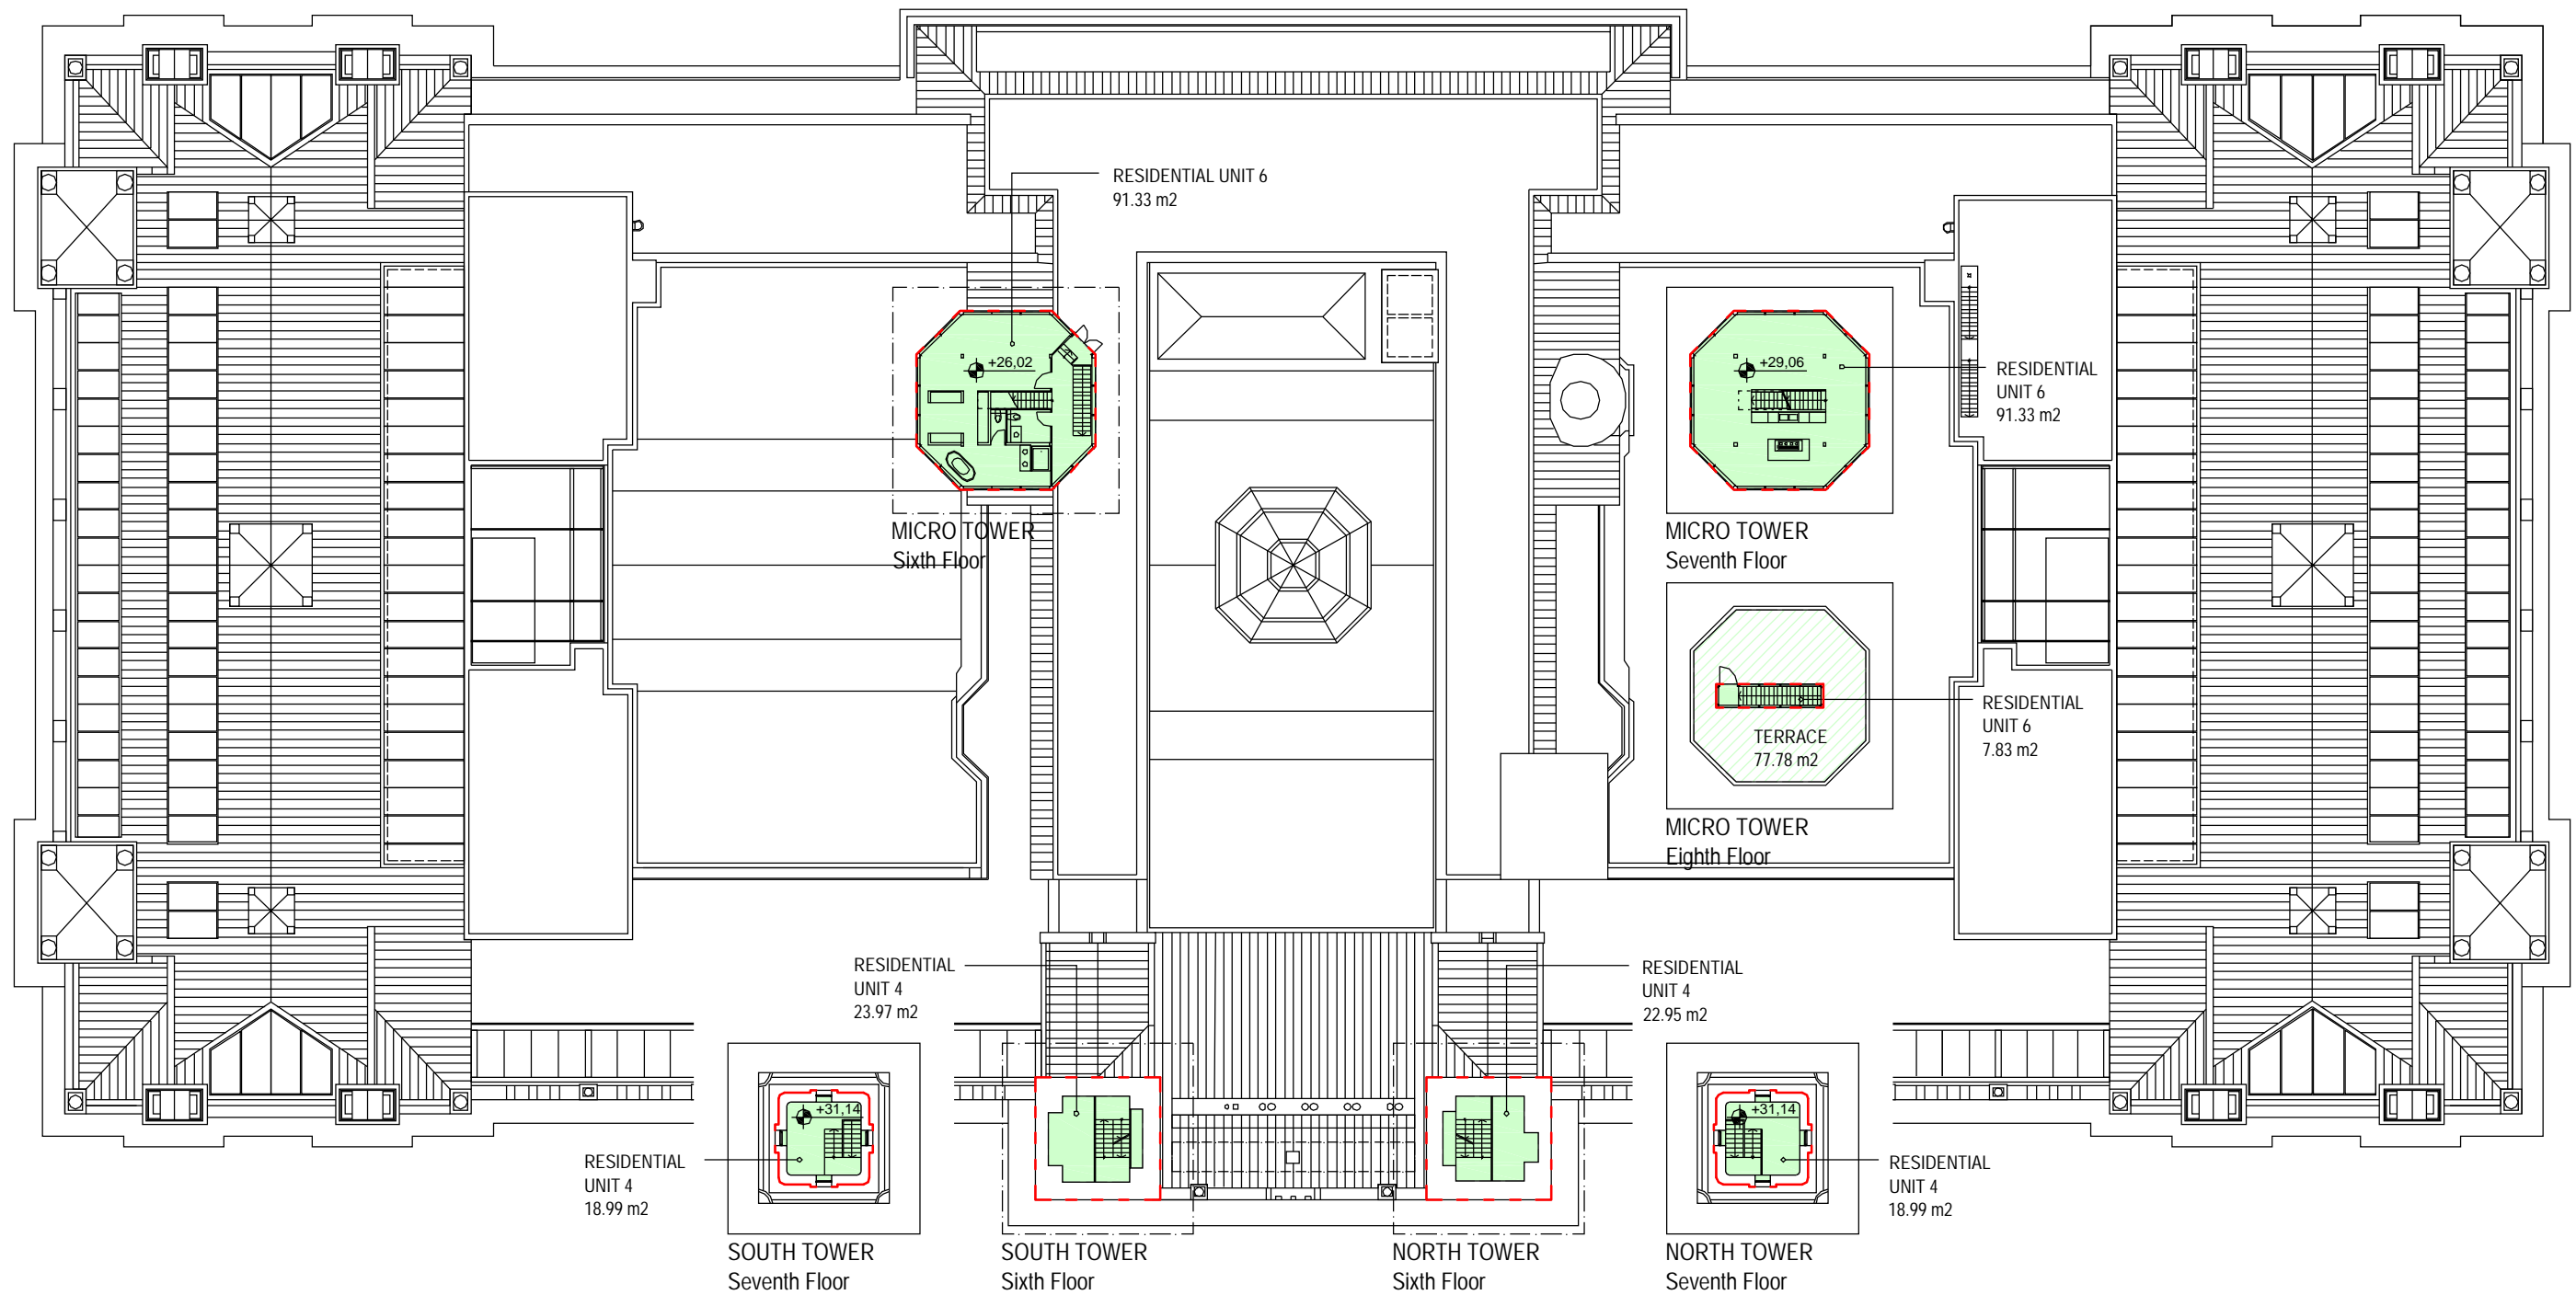 RESIDENTIAL UNIT 6
91.33 m2
+26,02
MICRO TOWER
Sixth Floor
+29,06
RESIDENTIAL
UNIT 6
91.33 m2
MICRO TOWER
Seventh Floor
TERRACE
77.78 m2
RESIDENTIAL
UNIT 6
7.83 m2
MICRO TOWER
Eighth Floor
RESIDENTIAL
UNIT 4
23.97 m2
RESIDENTIAL
UNIT 4
22.95 m2
+31,14
RESIDENTIAL
UNIT 4
18.99 m2
SOUTH TOWER
Seventh Floor
SOUTH TOWER
Sixth Floor
NORTH TOWER
Sixth Floor
+31,14
RESIDENTIAL
UNIT 4
18.99 m2
NORTH TOWER
Seventh Floor